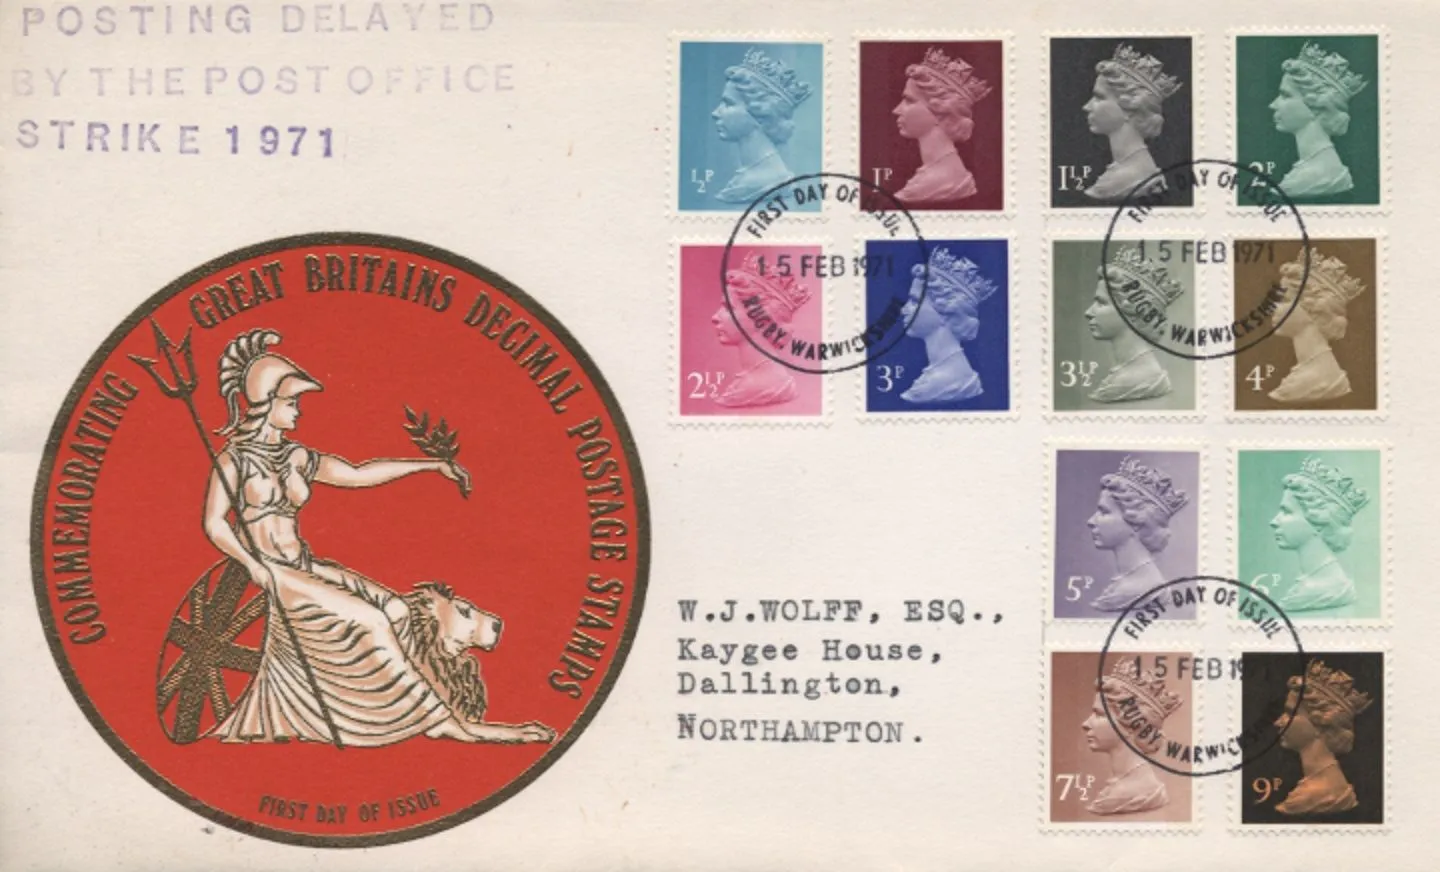 POSTING DELAYED
BY THE POST OFFICE
STRIKE 1971
COMMEMORATING GREAT BRITAINS DECIMAL POSTAGE STAMPS
FIRST DAY OF ISSUE
½P
1P
1½P
2P
FIRST DAY OF ISSUE
15 FEB 1971
RUGBY, WARWICKSHIRE
FIRST DAY OF ISSUE
15 FEB 1971
RUGBY, WARWICKSHIRE
2½P
3P
3½P
4P
5P
6P
FIRST DAY OF ISSUE
15 FEB 1971
RUGBY, WARWICKSHIRE
7½P
9P
W.J.WOLFF, ESQ.,
Kaygee House,
Dallington,
NORTHAMPTON.